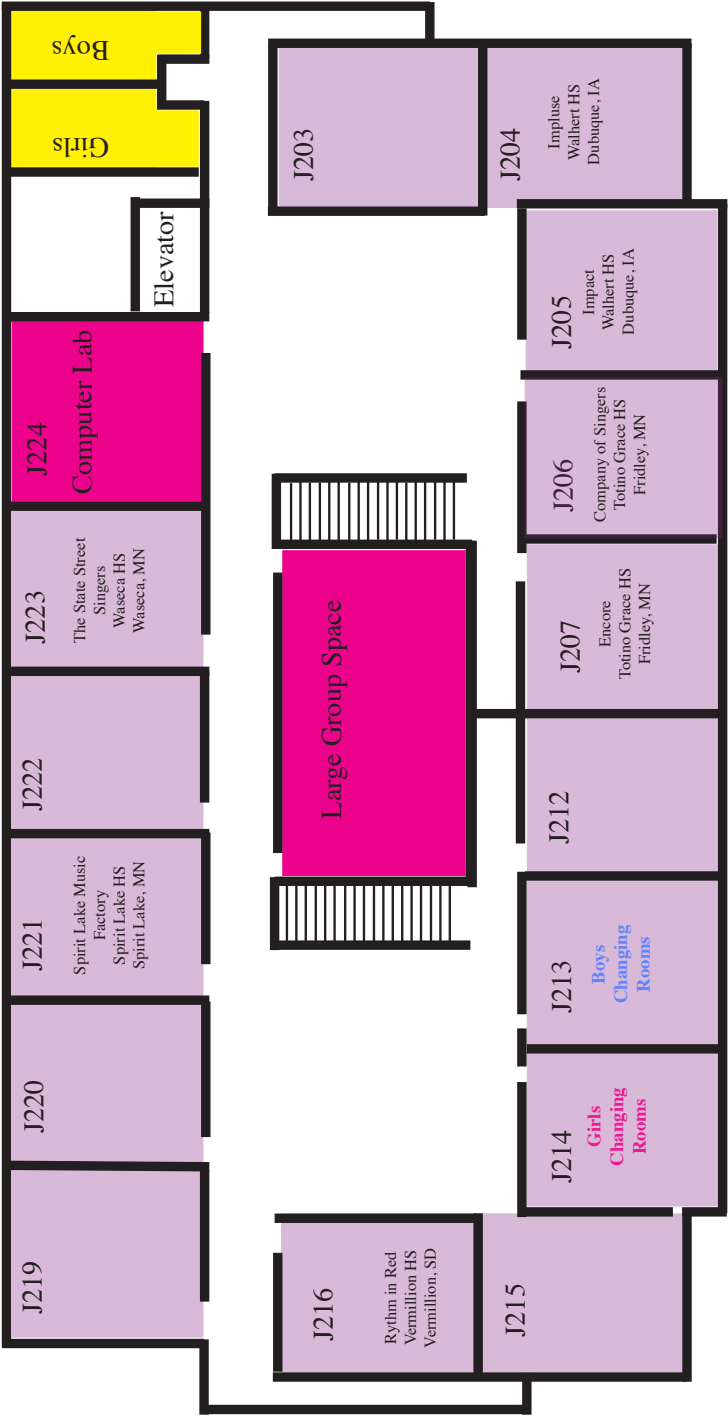 Boys
Girls
Elevator
J224
Computer Lab
J223
The State Street
Singers
Waseca HS
Waseca, MN
J222
J221
Spirit Lake Music
Factory
Spirit Lake HS
Spirit Lake, MN
J220
J219
J203
J204
Impluse
Walhert HS
Dubuque, IA
J205
Impact
Walhert HS
Dubuque, IA
J206
Company of Singers
Totino Grace HS
Fridley, MN
J207
Encore
Totino Grace HS
Fridley, MN
Large Group Space
J212
J213
Boys
Changing
Rooms
J214
Girls
Changing
Rooms
J216
Rythm in Red
Vermillion HS
Vermillion, SD
J215